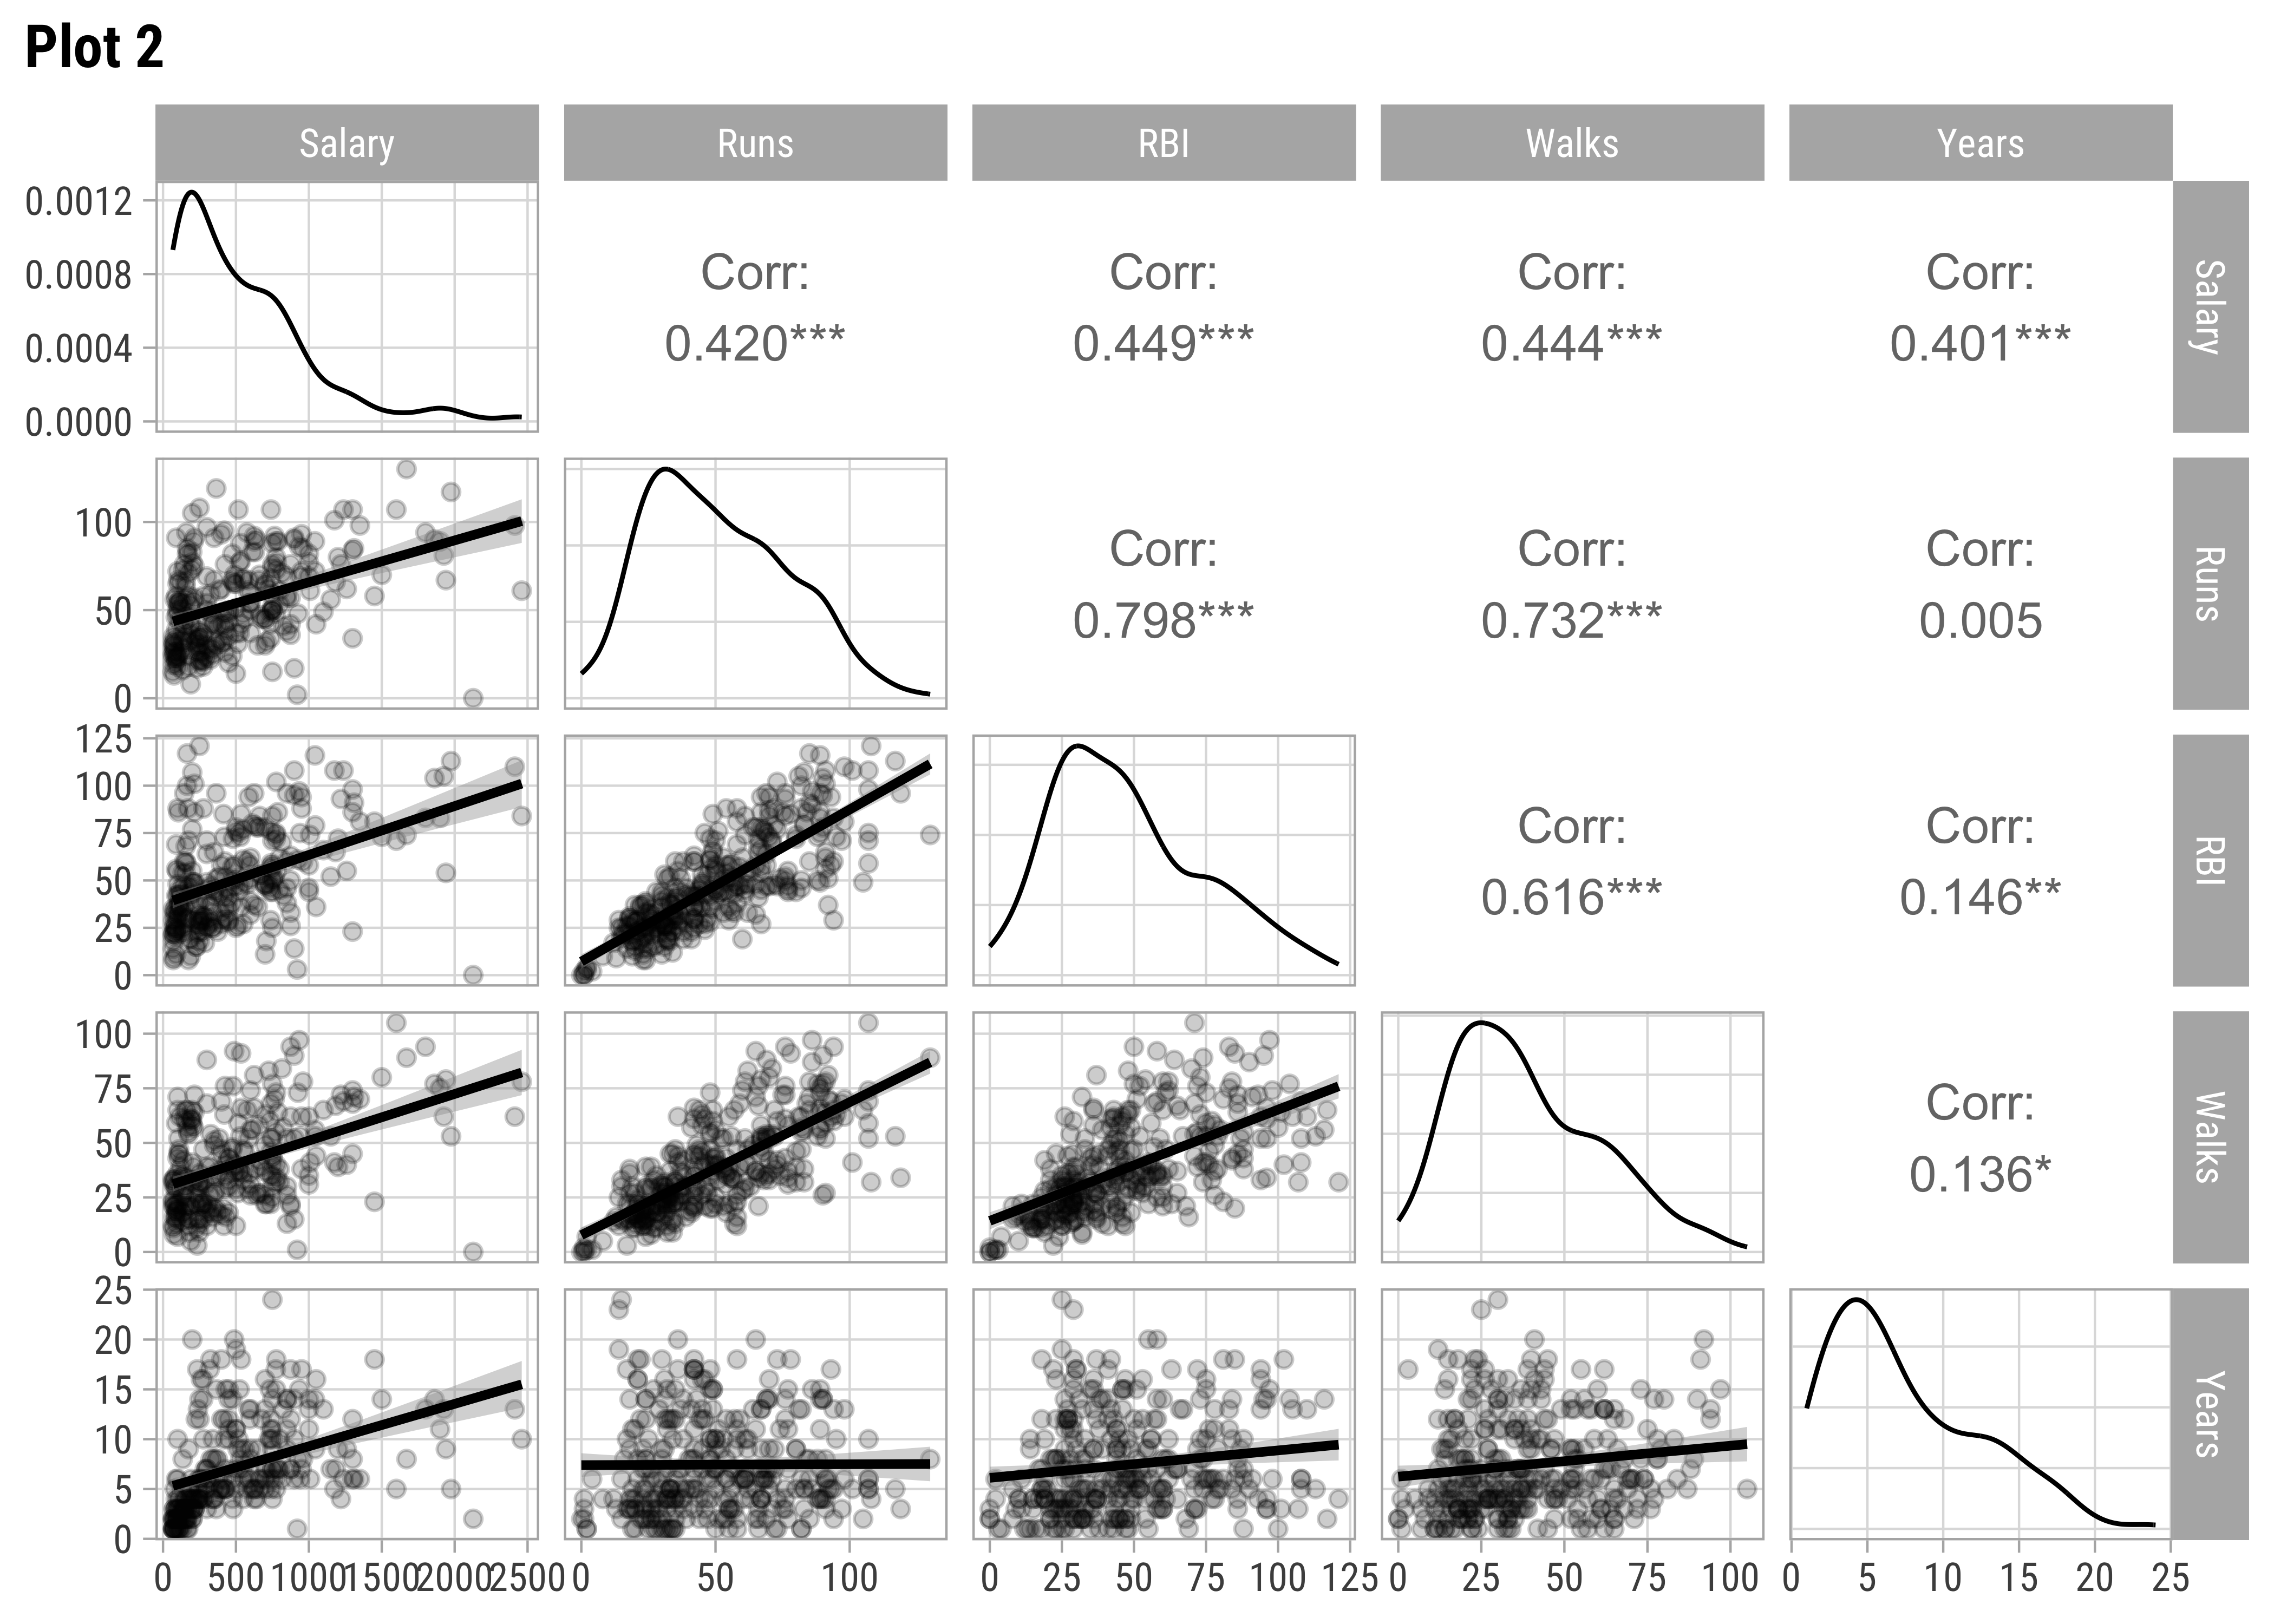 Plot 2
Salary Runs RBI Walks Years
0.0012
0.0008
0.0004
0.0000
Corr: Corr: Corr: Corr:
0.420*** 0.449*** 0.444*** 0.401***
Salary
100
50
0
Corr: Corr: Corr:
0.798*** 0.732*** 0.005
Runs
125
100
75
50
25
0
Corr: Corr:
0.616*** 0.146**
RBI
100
75
50
25
0
Corr:
0.136*
Walks
25
20
15
10
5
0
Years
0 500 1000 1500 2000 2500 0 50 100 0 25 50 75 100 125 0 25 50 75 100 0 5 10 15 20 25